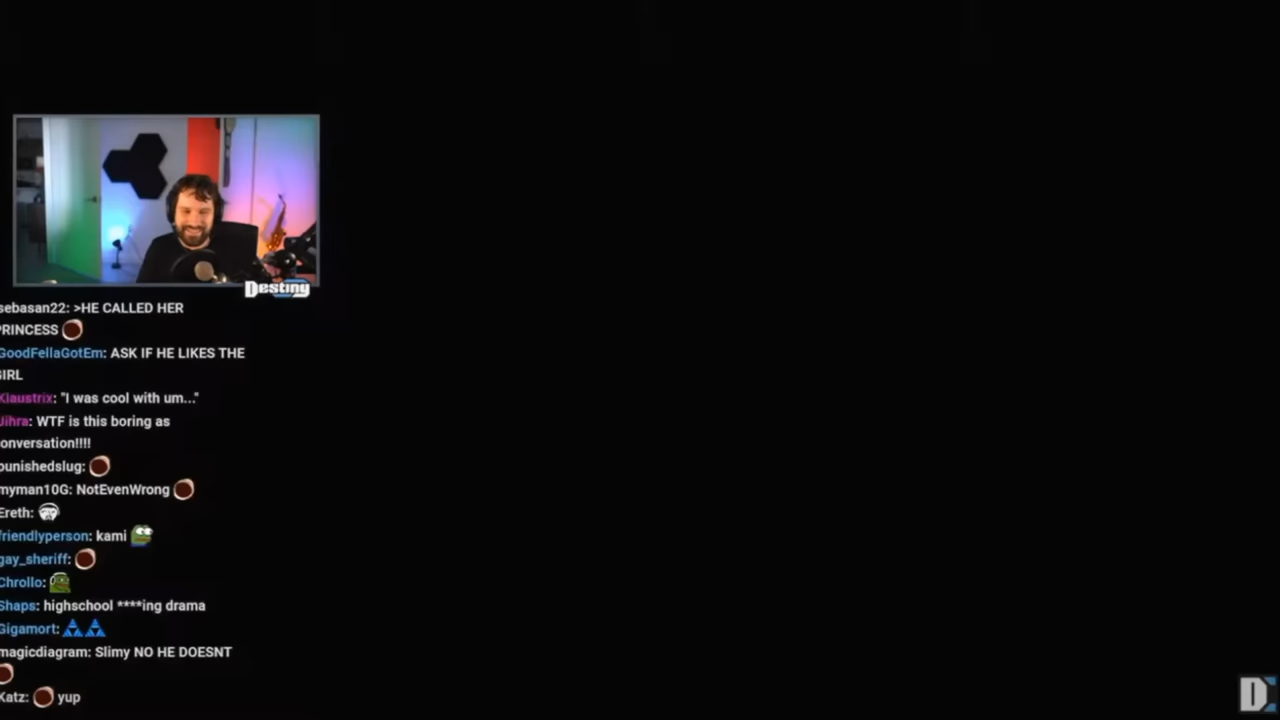 Destiny
sebasan22: >HE CALLED HER
PRINCESS
GoodFellaGotEm: ASK IF HE LIKES THE
GIRL
Klaustrix: "I was cool with um..."
Jihra: WTF is this boring as
conversation!!!!
punishedslug:
myman10G: NotEvenWrong
Ereth:
friendlyperson: kami
gay_sheriff:
Chrollo:
Shaps: highschool ****ing drama
Gigamort:
magicdiagram: Slimy NO HE DOESNT
Katz: yup
D